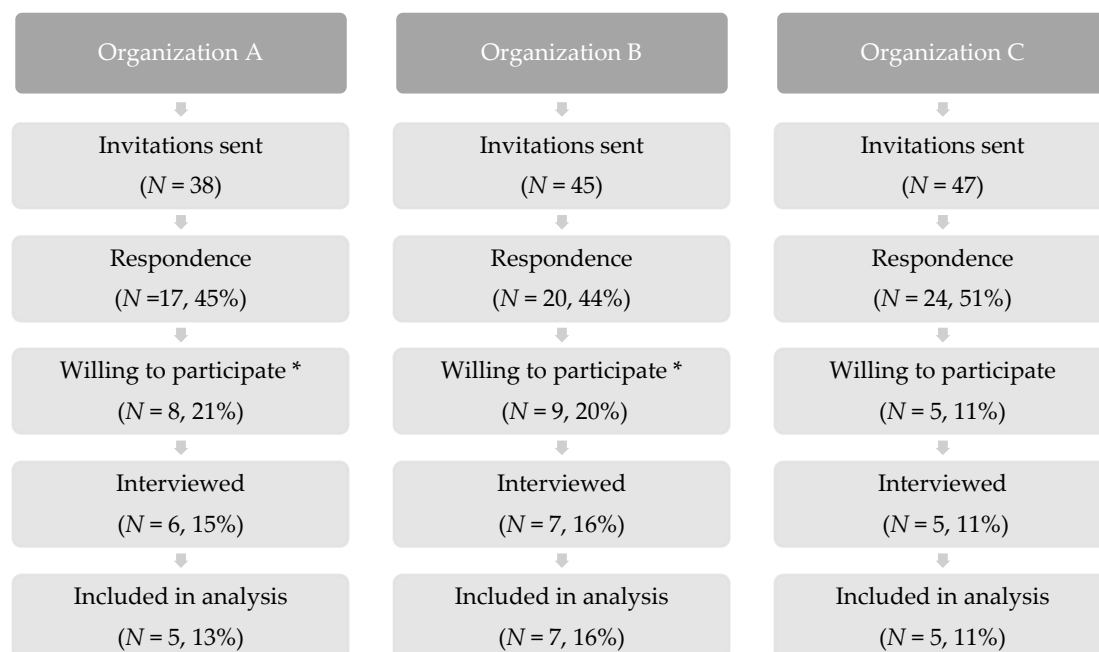 Organization A
Invitations sent
(N = 38)
Respondence
(N =17, 45%)
Willing to participate *
(N = 8, 21%)
Interviewed
(N = 6, 15%)
Included in analysis
(N = 5, 13%)
Organization B
Invitations sent
(N = 45)
Respondence
(N = 20, 44%)
Willing to participate *
(N = 9, 20%)
Interviewed
(N = 7, 16%)
Included in analysis
(N = 7, 16%)
Organization C
Invitations sent
(N = 47)
Respondence
(N = 24, 51%)
Willing to participate
(N = 5, 11%)
Interviewed
(N = 5, 11%)
Included in analysis
(N = 5, 11%)